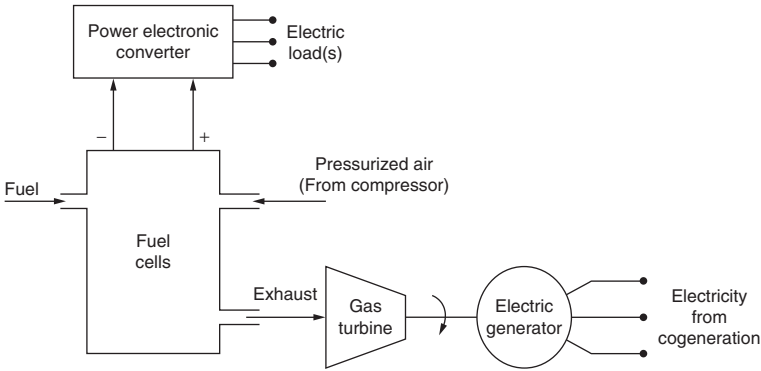 Power electronic
converter
Electric
load(s)
−
+
Pressurized air
(From compressor)
Fuel
Fuel
cells
Exhaust
Gas
turbine
Electric
generator
Electricity
from
cogeneration